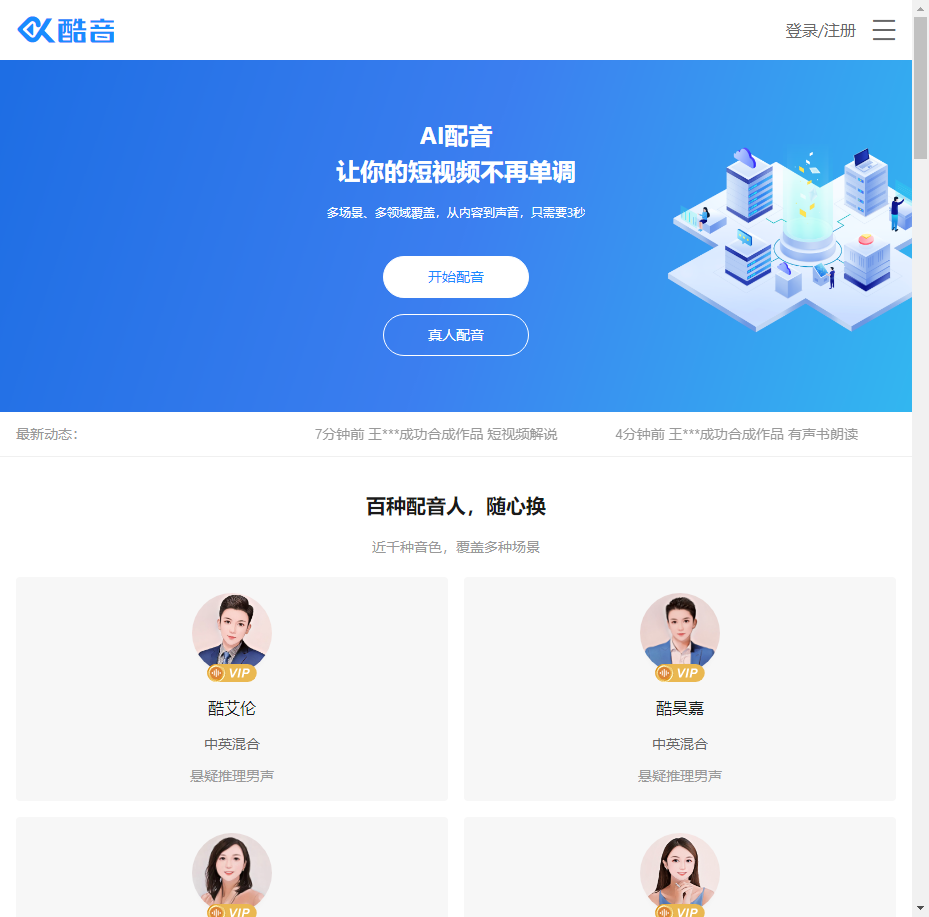 酷音
登录/注册
AI配音
让你的短视频不再单调
多场景、多领域覆盖，从内容到声音，只需要3秒
开始配音
真人配音
最新动态：
7分钟前 王***成功合成作品 短视频解说
4分钟前 王***成功合成作品 有声书朗读
百种配音人，随心换
近千种音色，覆盖多种场景
VIP
酷艾伦
中英混合
悬疑推理男声
VIP
酷昊嘉
中英混合
悬疑推理男声
VIP
VIP